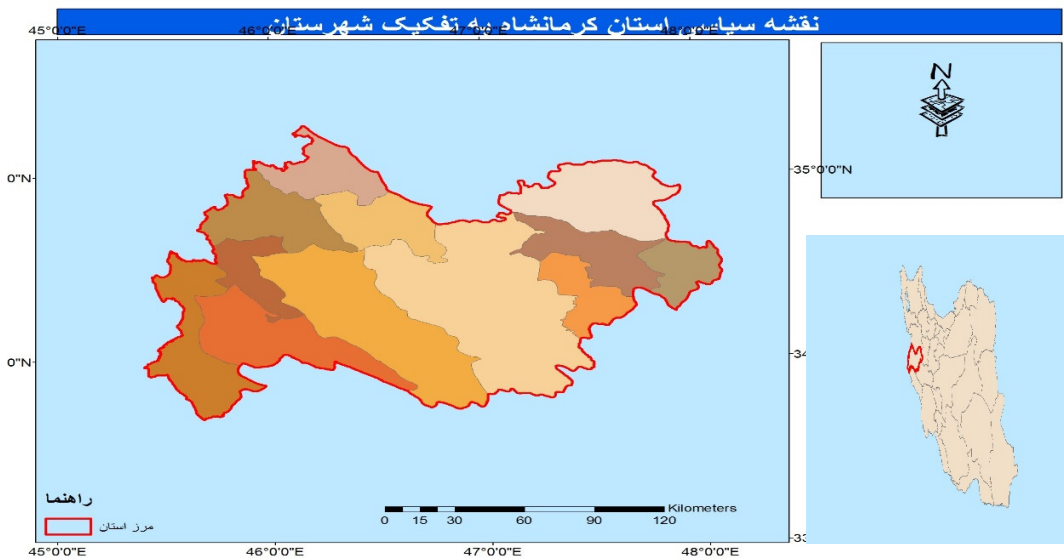 نقشه سیاسی استان کرمانشاه به تفکیک شهرستان
45°0'0"E 46°0'0"E 47°0'0"E 48°0'0"E
N
35°0'0"N
0"N
0"N
34
راهنما
مرز استان
Kilometers
0 15 30 60 90 120
33
45°0'0"E 46°0'0"E 47°0'0"E 48°0'0"E